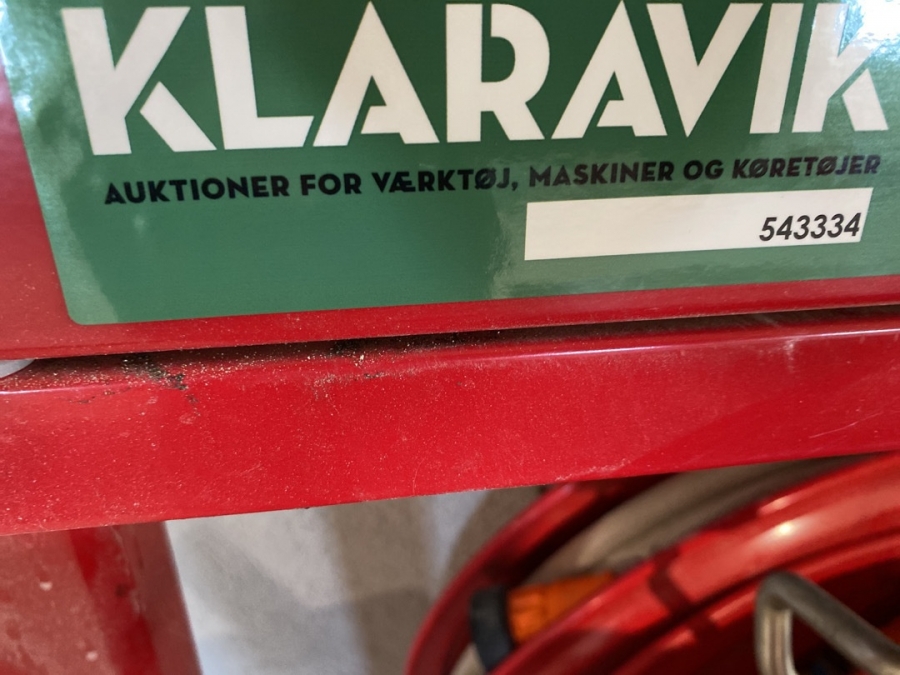 KLARAVIK
AUKTIONER FOR VÆRKTØJ, MASKINER OG KØRETØJER
543334